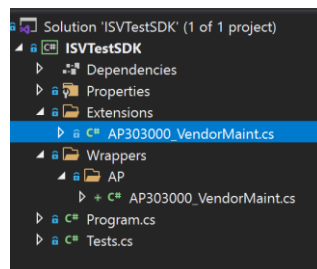 Solution 'ISVTestSDK' (1 of 1 project)
C# ISVTestSDK
Dependencies
Properties
Extensions
C# AP303000_VendorMaint.cs
Wrappers
AP
+ C# AP303000_VendorMaint.cs
C# Program.cs
C# Tests.cs